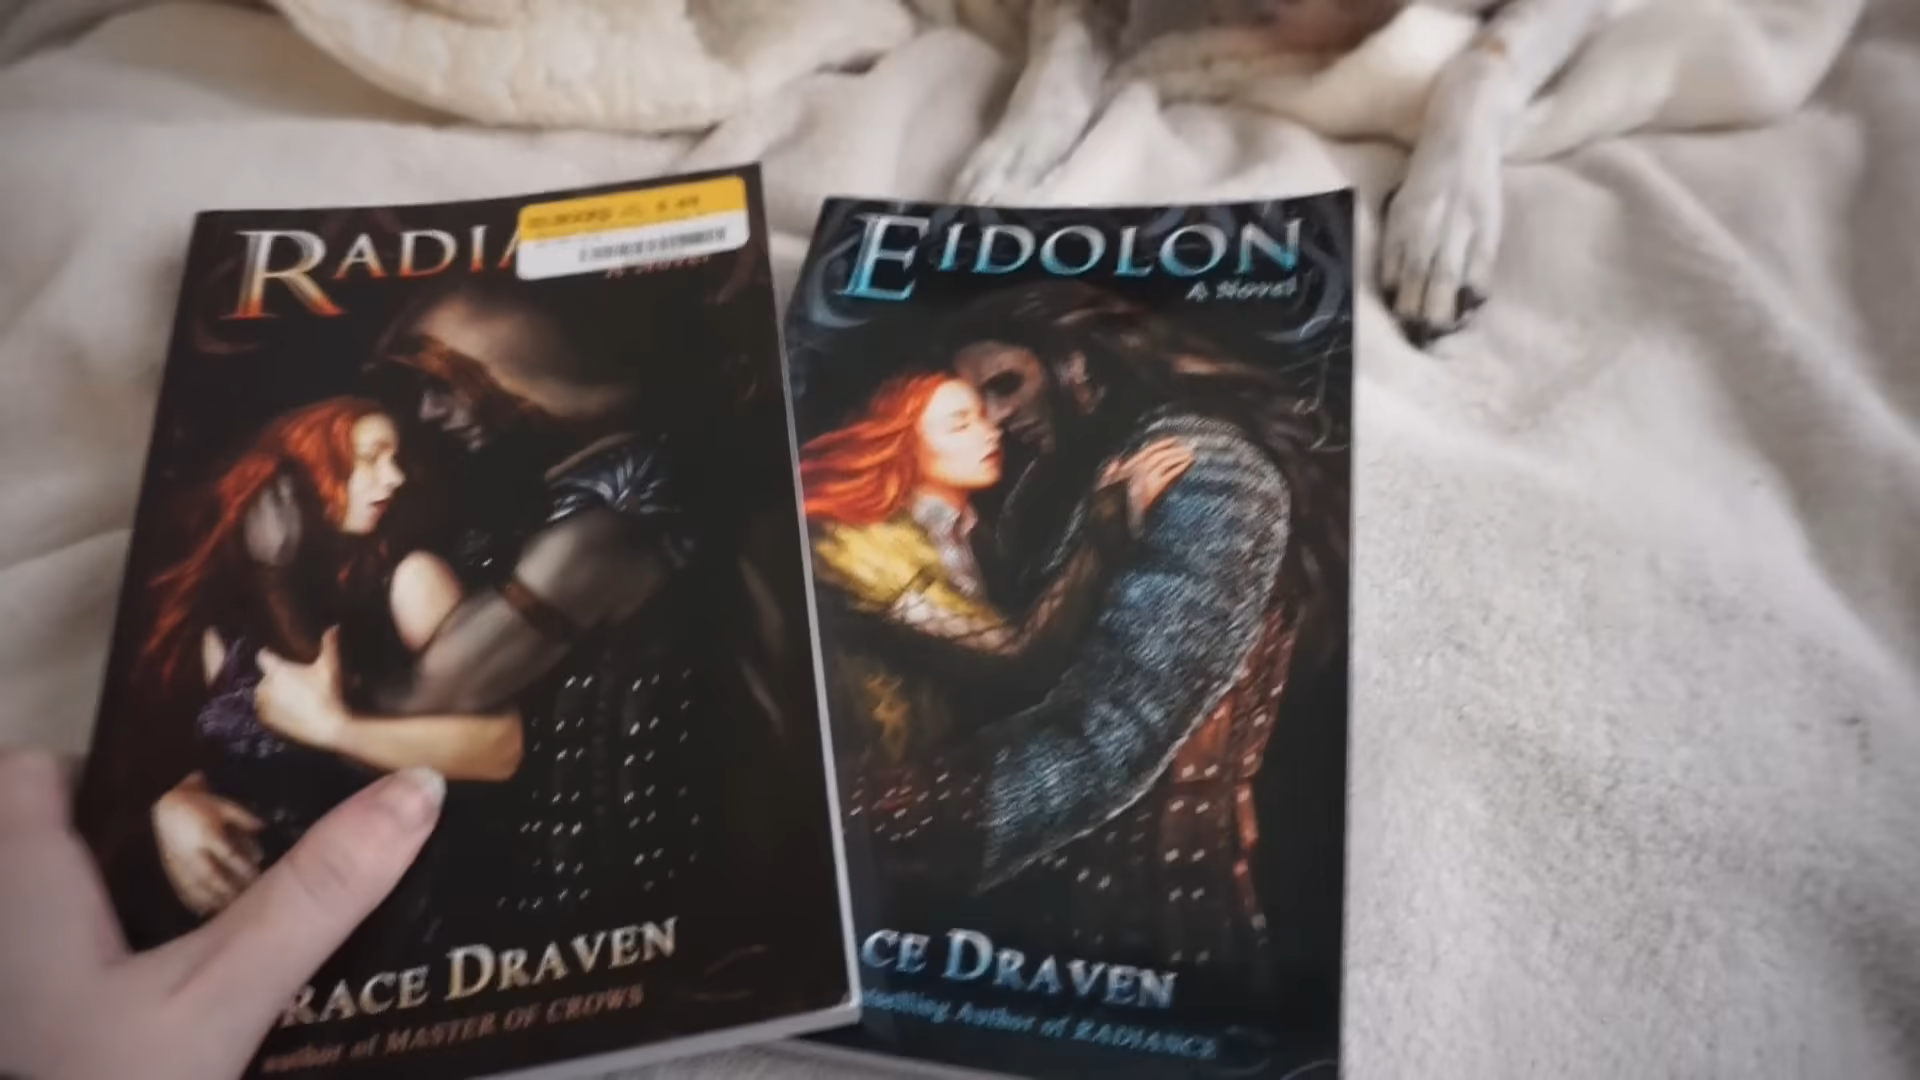 RADIA
A Novel
RACE DRAVEN
author of MASTER OF CROWS
EIDOLON
A Novel
CE DRAVEN
Author of RADIANCE